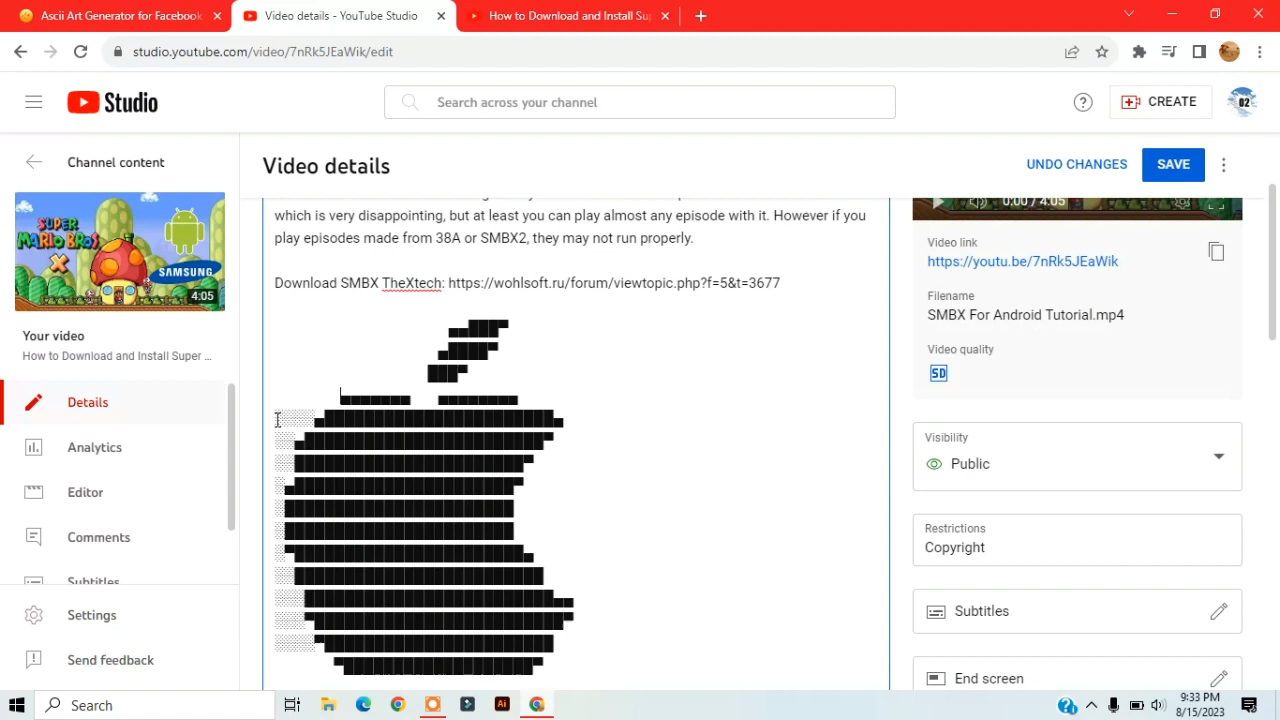 Ascii Art Generator for Facebook
Video details - YouTube Studio
How to Download and Install Sup
studio.youtube.com/video/7nRk5JEaWik/edit
Studio
Search across your channel
CREATE
02
Channel content
Video details
UNDO CHANGES
SAVE
SUPER
MARIO BROS
X
SAMSUNG
4:05
Your video
How to Download and Install Super ...
Details
Analytics
Editor
Comments
Subtitles
Settings
Send feedback
which is very disappointing, but at least you can play almost any episode with it. However if you
play episodes made from 38A or SMBX2, they may not run properly.
Download SMBX TheXtech: https://wohlsoft.ru/forum/viewtopic.php?f=5&t=3677
0:00 / 4:05
Video link
https://youtu.be/7nRk5JEaWik
Filename
SMBX For Android Tutorial.mp4
Video quality
SD
Visibility
Public
Restrictions
Copyright
Subtitles
End screen
Search
Ai
9:33 PM
8/15/2023